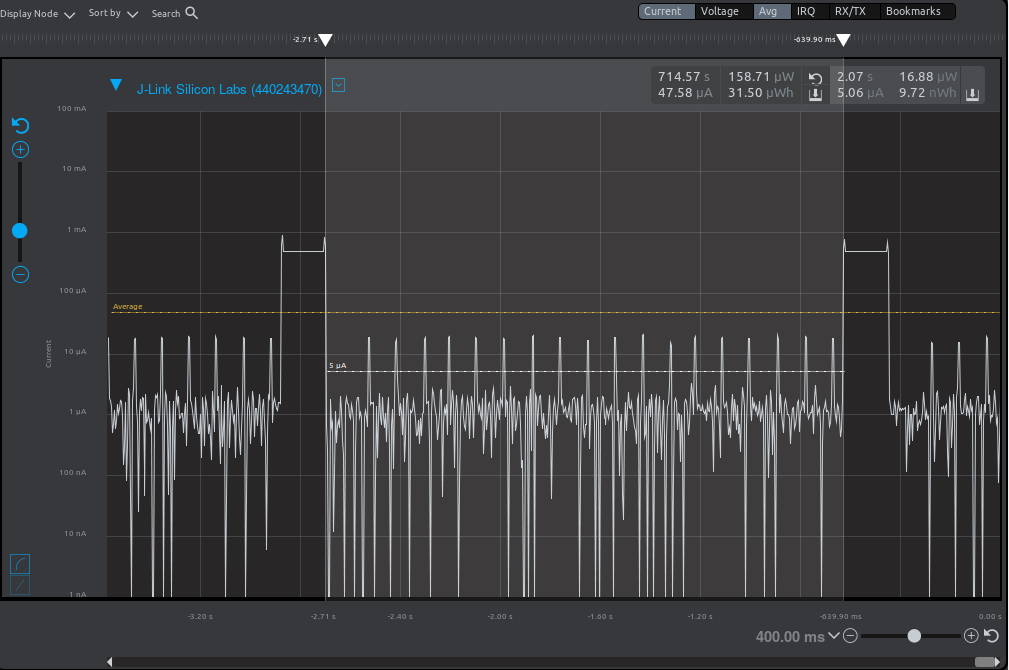 Display Node
Sort by
Search
Current Voltage Avg IRQ RX/TX Bookmarks
-2.71 s
-639.90 ms
J-Link Silicon Labs (440243470)
714.57 s 158.71 µW 2.07 s 16.88 µW
47.58 µA 31.50 µWh 5.06 µA 9.72 nWh
100 mA
10 mA
1 mA
100 µA
Average
10 µA
5 µA
Current
1 µA
100 nA
10 nA
1 nA
-3.20 s -2.71 s -2.40 s -2.00 s -1.60 s -1.20 s -639.90 ms 0.00 s
400.00 ms